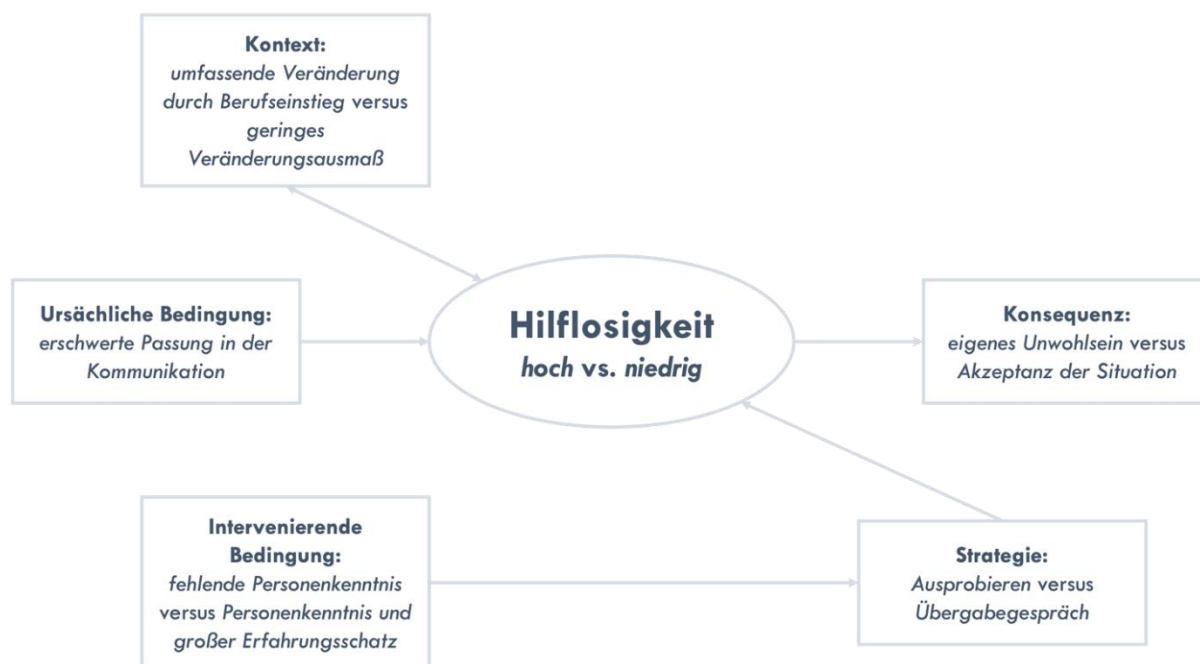 Kontext:
umfassende Veränderung
durch Berufseinstieg versus
geringes
Veränderungsausmaß
Ursächliche Bedingung:
erschwerte Passung in der
Kommunikation
Hilflosigkeit
hoch vs. niedrig
Konsequenz:
eigenes Unwohlsein versus
Akzeptanz der Situation
Intervenierende
Bedingung:
fehlende Personenkenntnis
versus Personenkenntnis und
großer Erfahrungsschatz
Strategie:
Ausprobieren versus
Übergabegespräch